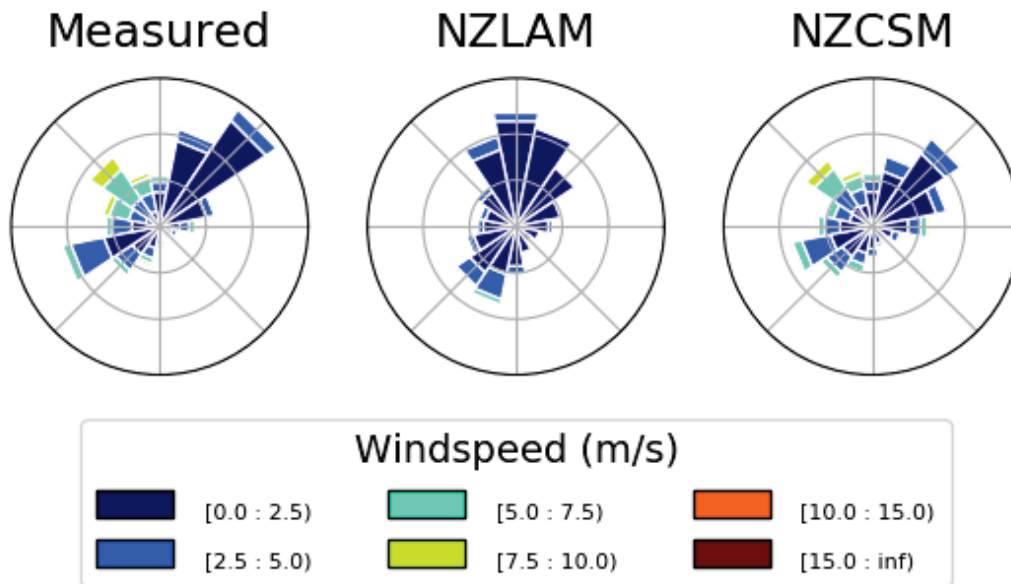 Measured NZLAM NZCSM
Windspeed (m/s)
[0.0 : 2.5) [5.0 : 7.5) [10.0 : 15.0)
[2.5 : 5.0) [7.5 : 10.0) [15.0 : inf)